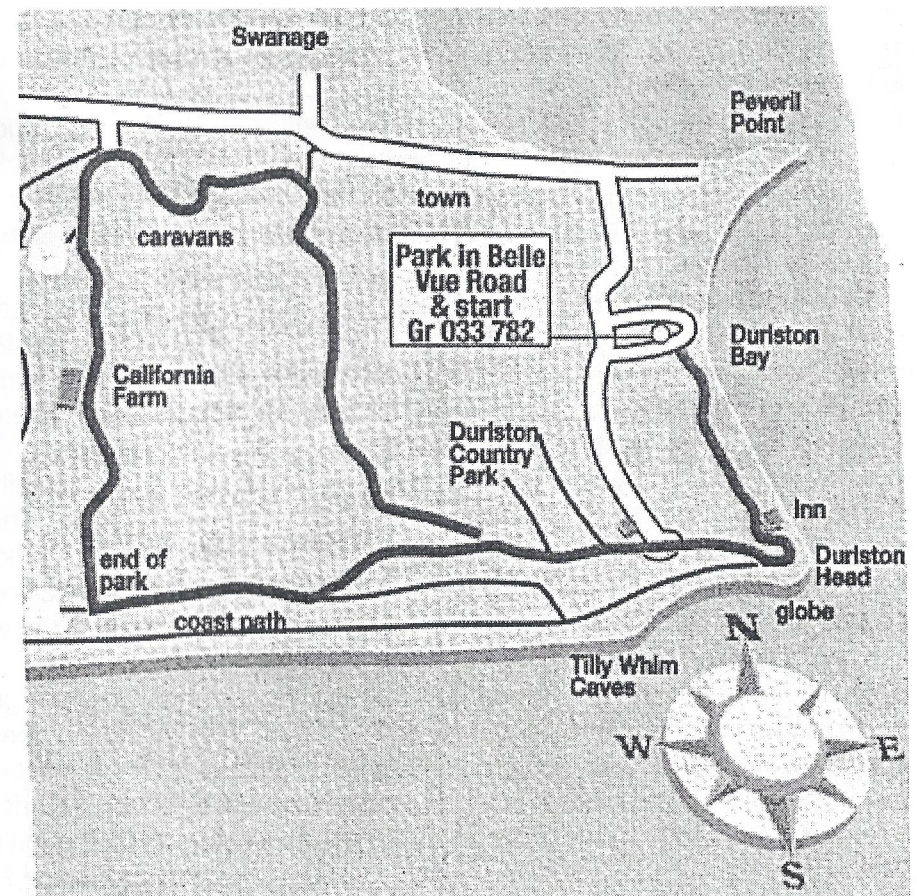 Swanage
Peveril
Point
town
caravans
Park in Belle
Vue Road
& start
Gr 033 782
Durlston
Bay
California
Farm
Durlston
Country
Park
Inn
end of
park
Durlston
Head
globe
coast path
N
Tilly Whim
Caves
W
E
S